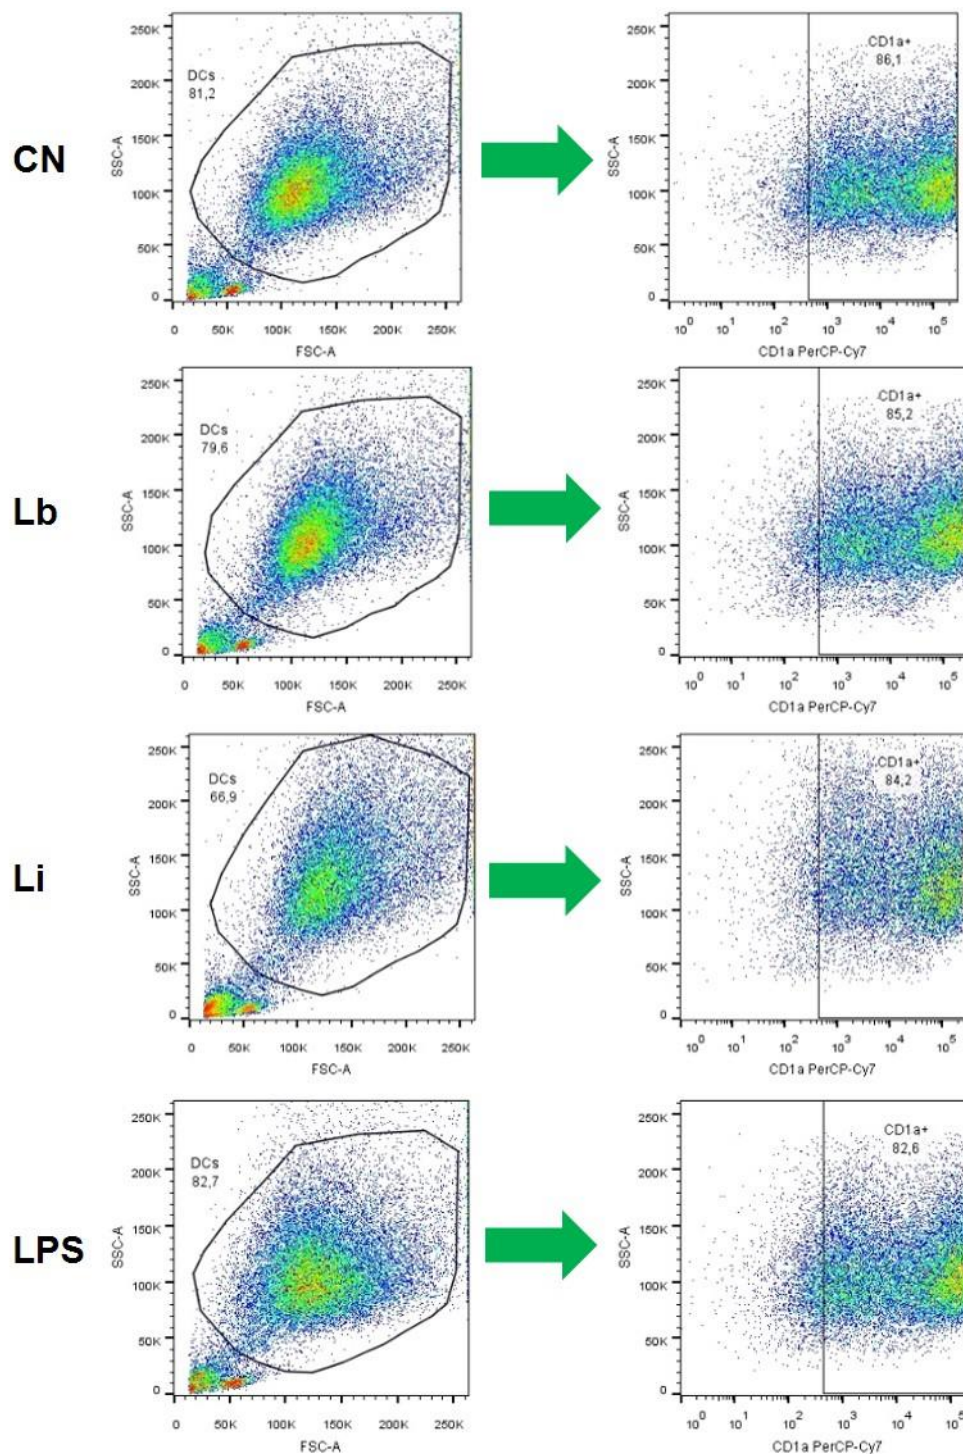 CN
SSC-A
250K
200K
150K
100K
50K
0
DCs
81,2
0 50K 100K 150K 200K 250K
FSC-A
SSC-A
250K
200K
150K
100K
50K
0
CD1a+
86,1
10^0 10^1 10^2 10^3 10^4 10^5
CD1a PerCP-Cy7
Lb
SSC-A
250K
200K
150K
100K
50K
0
DCs
79,6
0 50K 100K 150K 200K 250K
FSC-A
SSC-A
250K
200K
150K
100K
50K
0
CD1a+
85,2
10^0 10^1 10^2 10^3 10^4 10^5
CD1a PerCP-Cy7
Li
SSC-A
250K
200K
150K
100K
50K
0
DCs
66,9
0 50K 100K 150K 200K 250K
FSC-A
SSC-A
250K
200K
150K
100K
50K
0
CD1a+
84,2
10^0 10^1 10^2 10^3 10^4 10^5
CD1a PerCP-Cy7
LPS
SSC-A
250K
200K
150K
100K
50K
0
DCs
82,7
0 50K 100K 150K 200K 250K
FSC-A
SSC-A
250K
200K
150K
100K
50K
0
CD1a+
82,6
10^0 10^1 10^2 10^3 10^4 10^5
CD1a PerCP-Cy7